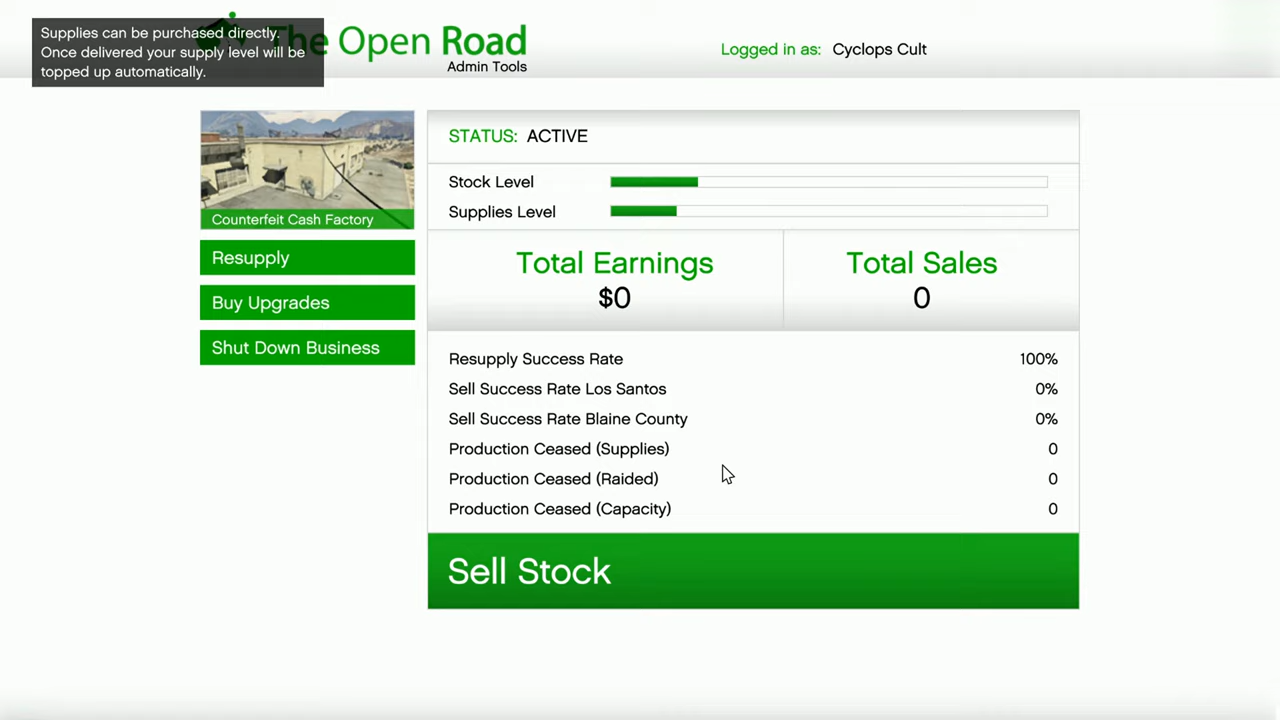 Supplies can be purchased directly.
Once delivered your supply level will be
topped up automatically.
The Open Road
Admin Tools
Logged in as: Cyclops Cult
Counterfeit Cash Factory
Resupply
Buy Upgrades
Shut Down Business
STATUS: ACTIVE
Stock Level
Supplies Level
Total Earnings
$0
Total Sales
0
Resupply Success Rate 100%
Sell Success Rate Los Santos 0%
Sell Success Rate Blaine County 0%
Production Ceased (Supplies) 0
Production Ceased (Raided) 0
Production Ceased (Capacity) 0
Sell Stock